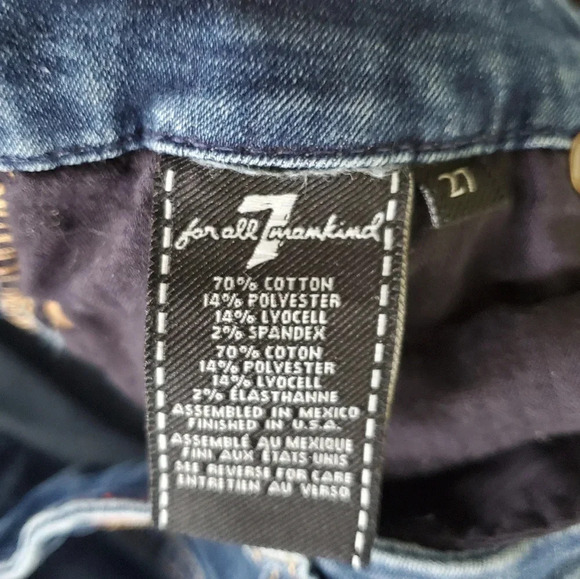 for all 7 mankind
27
70% COTTON
14% POLYESTER
14% LYOCELL
2% SPANDEX
70% COTON
14% POLYESTER
14% LYOCELL
2% ELASTHANNE
ASSEMBLED IN MEXICO
FINISHED IN U.S.A.
ASSEMBLÉ AU MEXIQUE
FINI AUX ÉTATS-UNIS
SEE REVERSE FOR CARE
ENTRETIEN AU VERSO